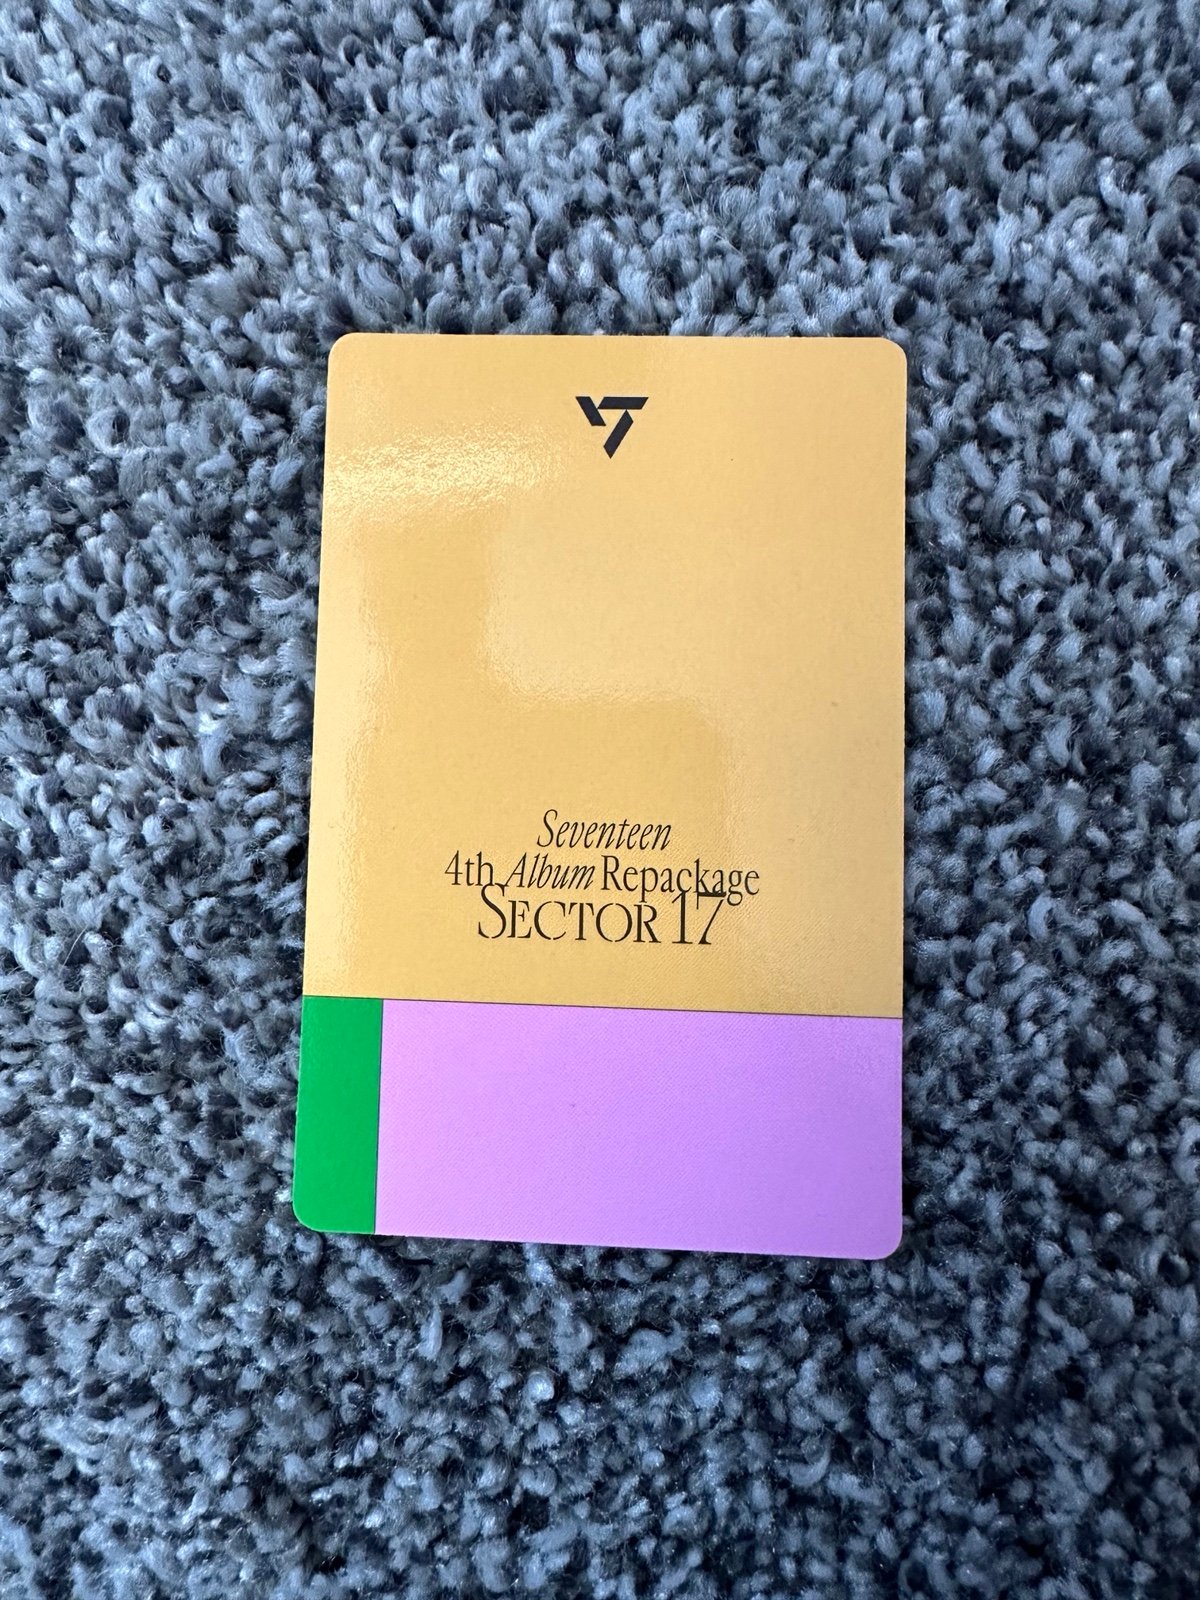 Seventeen
4th Album Repackage
SECTOR 17